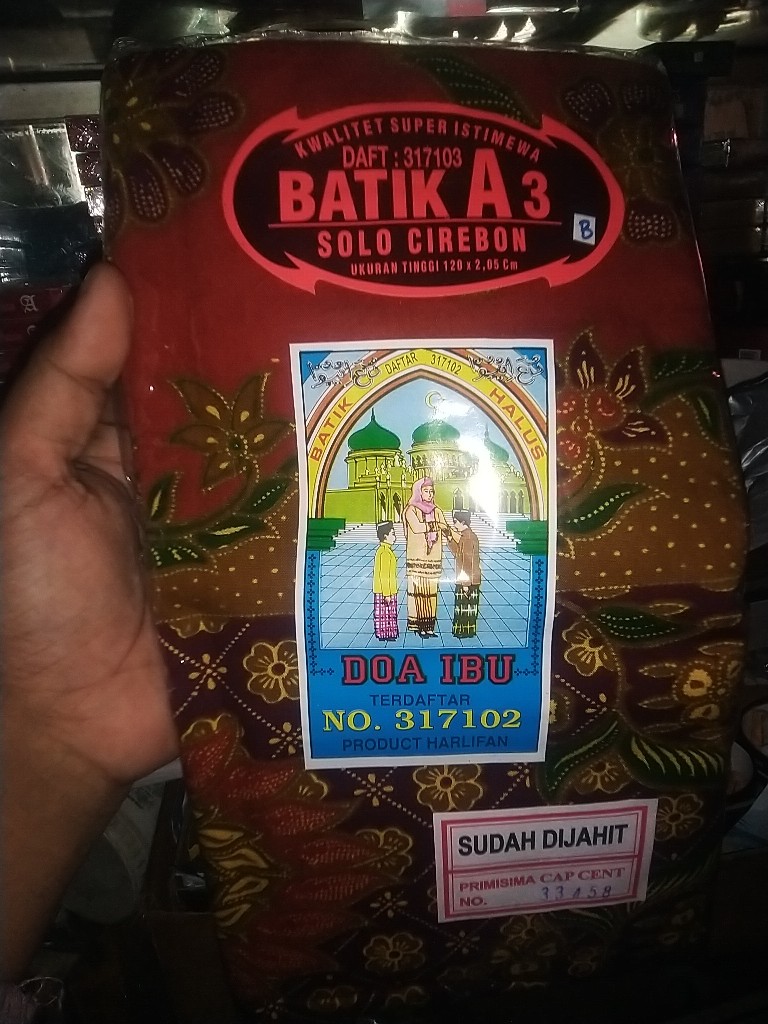 KWALITET SUPER ISTIMEWA
DAFT : 317103
BATIK A 3
B
SOLO CIREBON
UKURAN TINGGI 120 x 2,05 Cm
DAFTAR 317102
BATIK HALUS
DOA IBU
TERDAFTAR
NO. 317102
PRODUCT HARLIFAN
SUDAH DIJAHIT
PRIMISIMA CAP CENT
NO. 33458